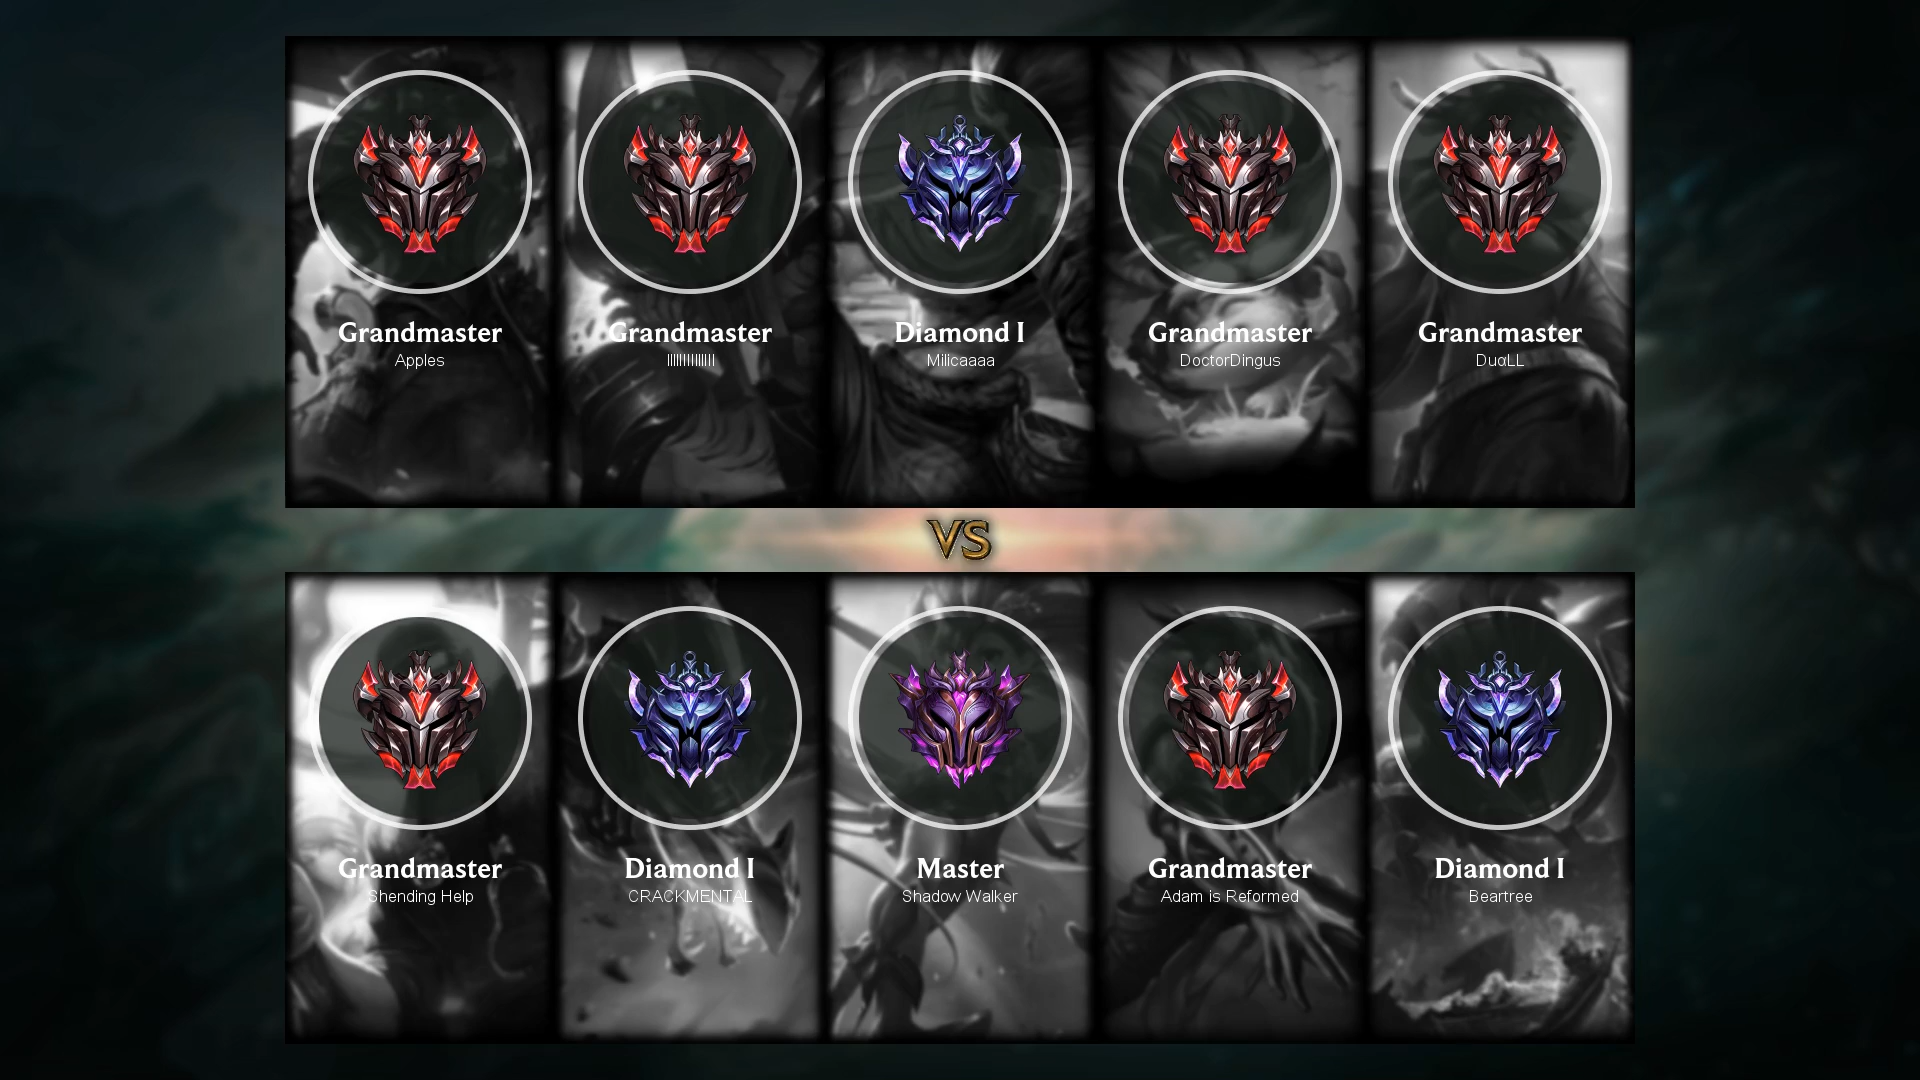 Grandmaster
Apples
Grandmaster
Diamond I
Milicaaaa
Grandmaster
DoctorDingus
Grandmaster
DuαLL
VS
Grandmaster
Shending Help
Diamond I
CRACKMENTAL
Master
Shadow Walker
Grandmaster
Adam is Reformed
Diamond I
Beartree